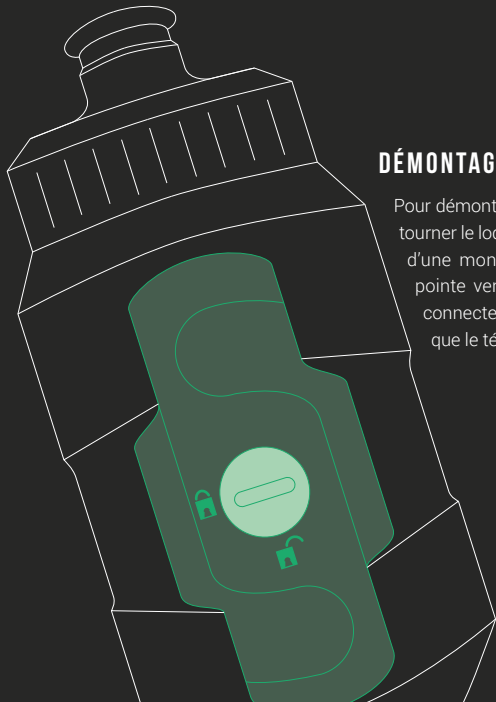 DÉMONTAG
Pour démont
tourner le loc
d’une mon
pointe ver
connecte
que le té